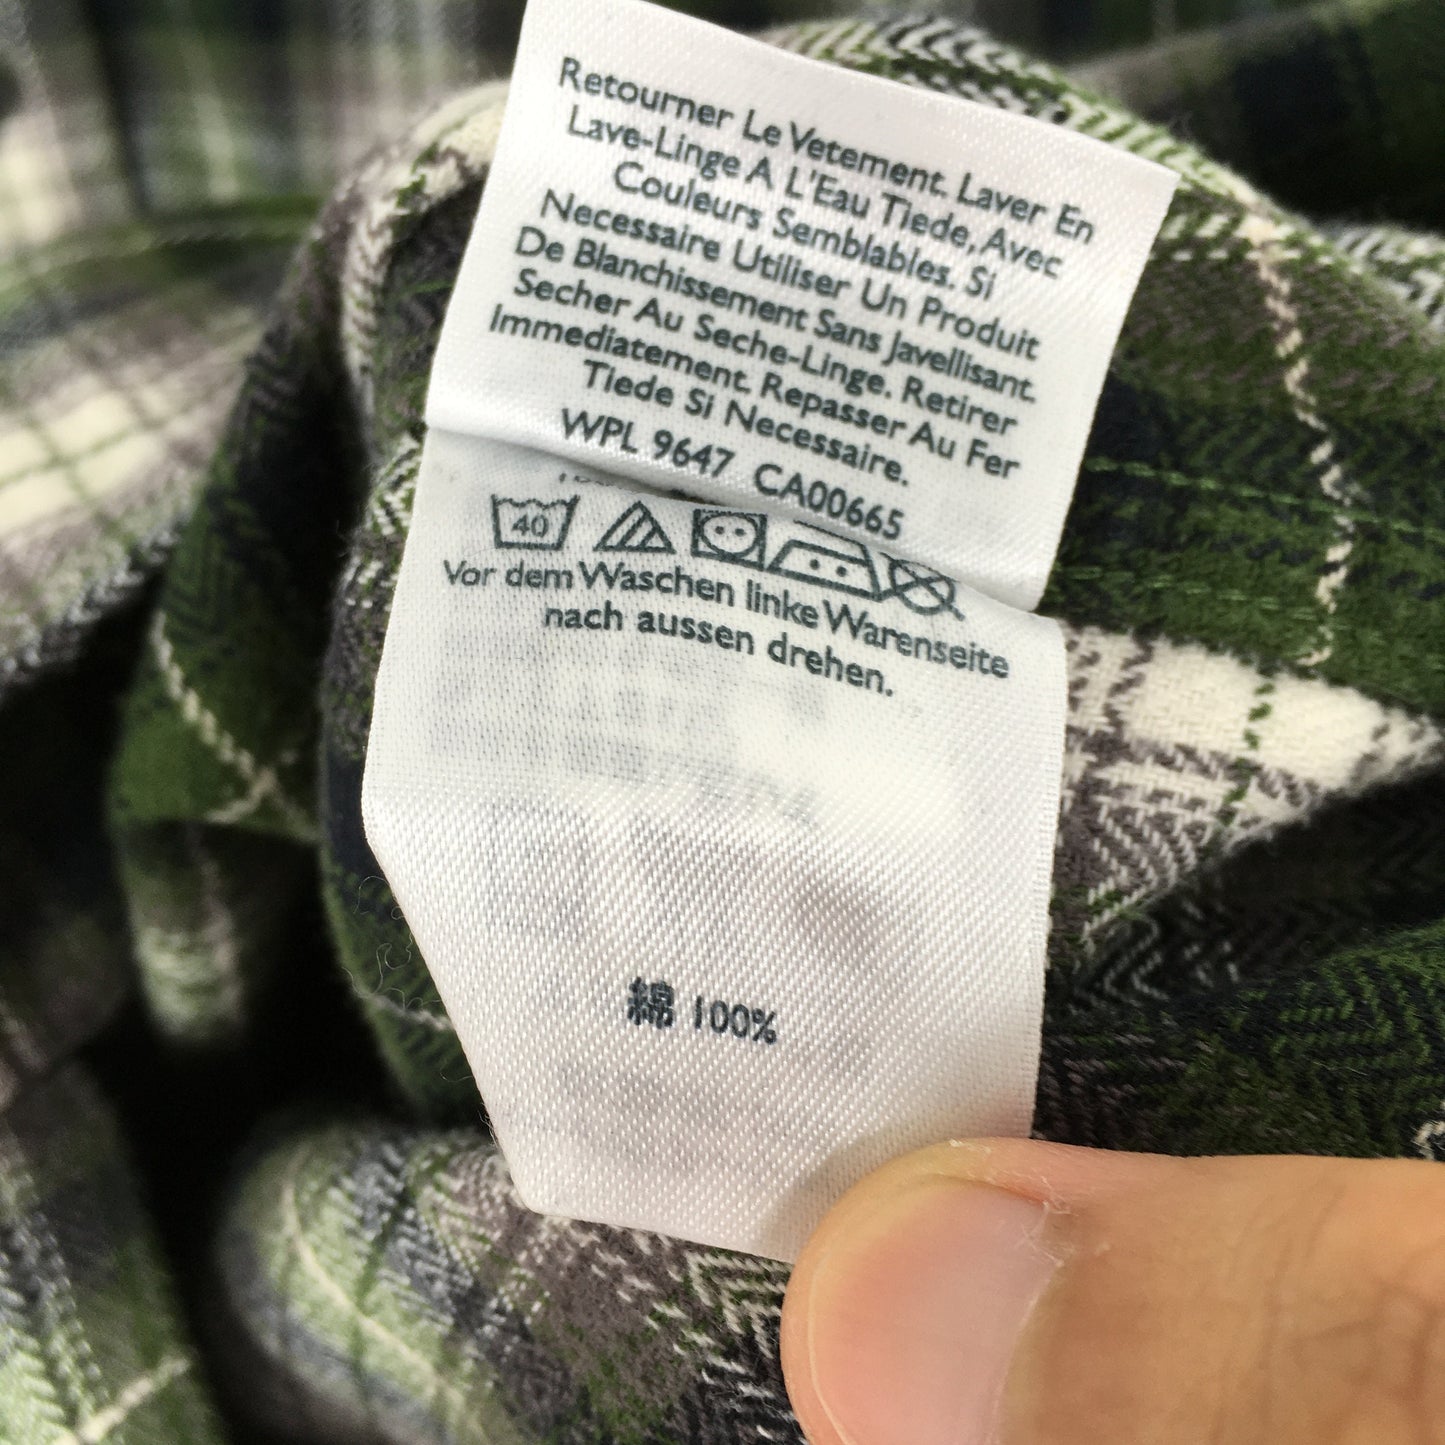 Retourner Le Vetement. Laver En
Lave-Linge A L'Eau Tiede, Avec
Couleurs Semblables. Si
Necessaire Utiliser Un Produit
De Blanchissement Sans Javellisant.
Secher Au Seche-Linge. Retirer
Immediatement. Repasser Au Fer
Tiede Si Necessaire.
WPL 9647 CA00665
40
Vor dem Waschen linke Warenseite
nach aussen drehen.
綿 100%